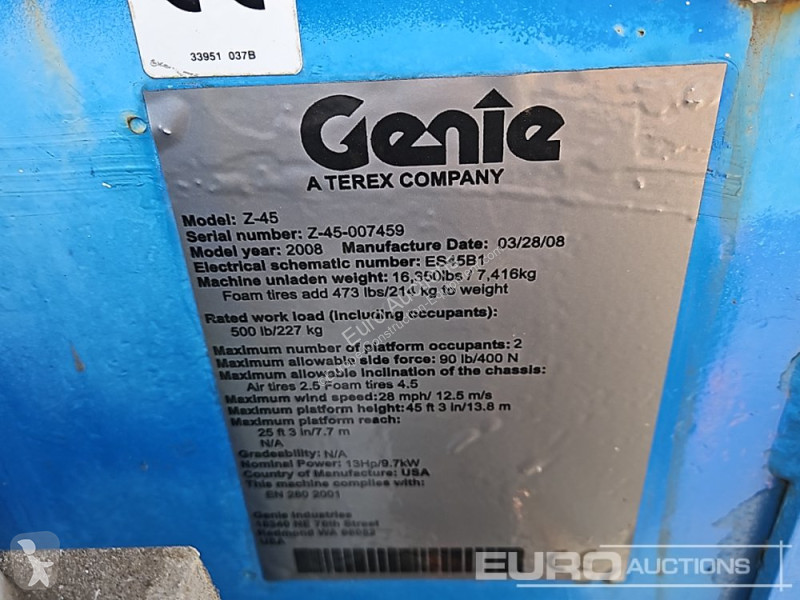 33951 037B
Genie
A TEREX COMPANY
Model: Z-45
Serial number: Z-45-007459
Model year: 2008 Manufacture Date: 03/28/08
Electrical schematic number: ES45B1
Machine unladen weight: 16,350lbs / 7,416kg
Foam tires add 473 lbs/214 kg to weight
Rated work load (including occupants):
500 lb/227 kg
Maximum number of platform occupants: 2
Maximum allowable side force: 90 lb/400 N
Maximum allowable inclination of the chassis:
Air tires 2.5 Foam tires 4.5
Maximum wind speed:28 mph/ 12.5 m/s
Maximum platform height:45 ft 3 in/13.8 m
Maximum platform reach:
25 ft 3 in/7.7 m
N/A
Gradeability: N/A
Nominal Power: 13Hp/9.7kW
Country of Manufacture: USA
This machine complies with:
EN 280 2001
Genie Industries
NE 76th Street
Redmond WA
USA
Euro Auctions
EURO AUCTIONS